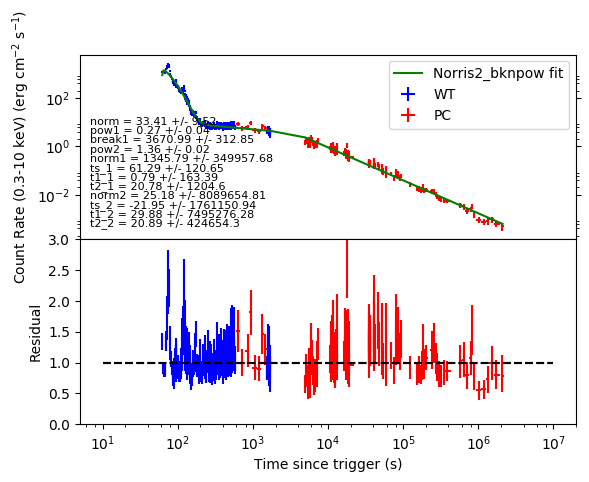 Count Rate (0.3-10 keV) (erg cm⁻² s⁻¹)
10²
10⁰
10⁻²
Norris2_bknpow fit
WT
PC
norm = 33.41 +/- 9.52
pow1 = 0.27 +/- 0.04
break1 = 3670.99 +/- 312.85
pow2 = 1.36 +/- 0.02
norm1 = 1345.79 +/- 349957.68
ts_1 = 61.29 +/- 120.65
t1_1 = 0.79 +/- 163.39
t2_1 = 20.78 +/- 1204.6
norm2 = 25.18 +/- 8089654.81
ts_2 = -21.95 +/- 1761150.94
t1_2 = 29.88 +/- 7495276.28
t2_2 = 20.89 +/- 424654.3
Residual
3.0
2.5
2.0
1.5
1.0
0.5
0.0
10¹ 10² 10³ 10⁴ 10⁵ 10⁶ 10⁷
Time since trigger (s)